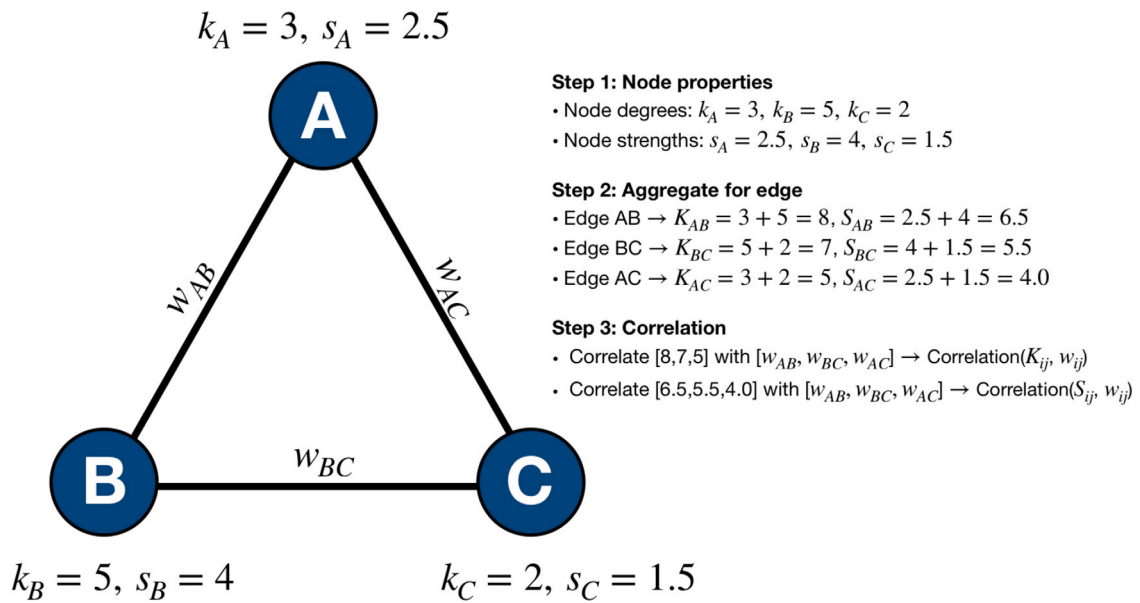 k_A = 3, s_A = 2.5
A
w_AB
w_AC
B
w_BC
C
k_B = 5, s_B = 4
k_C = 2, s_C = 1.5
Step 1: Node properties
• Node degrees: k_A = 3, k_B = 5, k_C = 2
• Node strengths: s_A = 2.5, s_B = 4, s_C = 1.5
Step 2: Aggregate for edge
• Edge AB → K_AB = 3 + 5 = 8, S_AB = 2.5 + 4 = 6.5
• Edge BC → K_BC = 5 + 2 = 7, S_BC = 4 + 1.5 = 5.5
• Edge AC → K_AC = 3 + 2 = 5, S_AC = 2.5 + 1.5 = 4.0
Step 3: Correlation
• Correlate [8,7,5] with [w_AB, w_BC, w_AC] → Correlation(K_ij, w_ij)
• Correlate [6.5,5.5,4.0] with [w_AB, w_BC, w_AC] → Correlation(S_ij, w_ij)